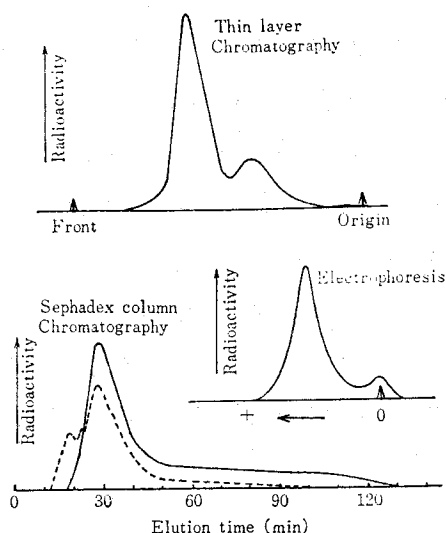 Thin layer
Chromatography
Radioactivity
Front
Origin
Electrophoresis
Radioactivity
+
0
Sephadex column
Chromatography
Radioactivity
0 30 60 90 120
Elution time (min)